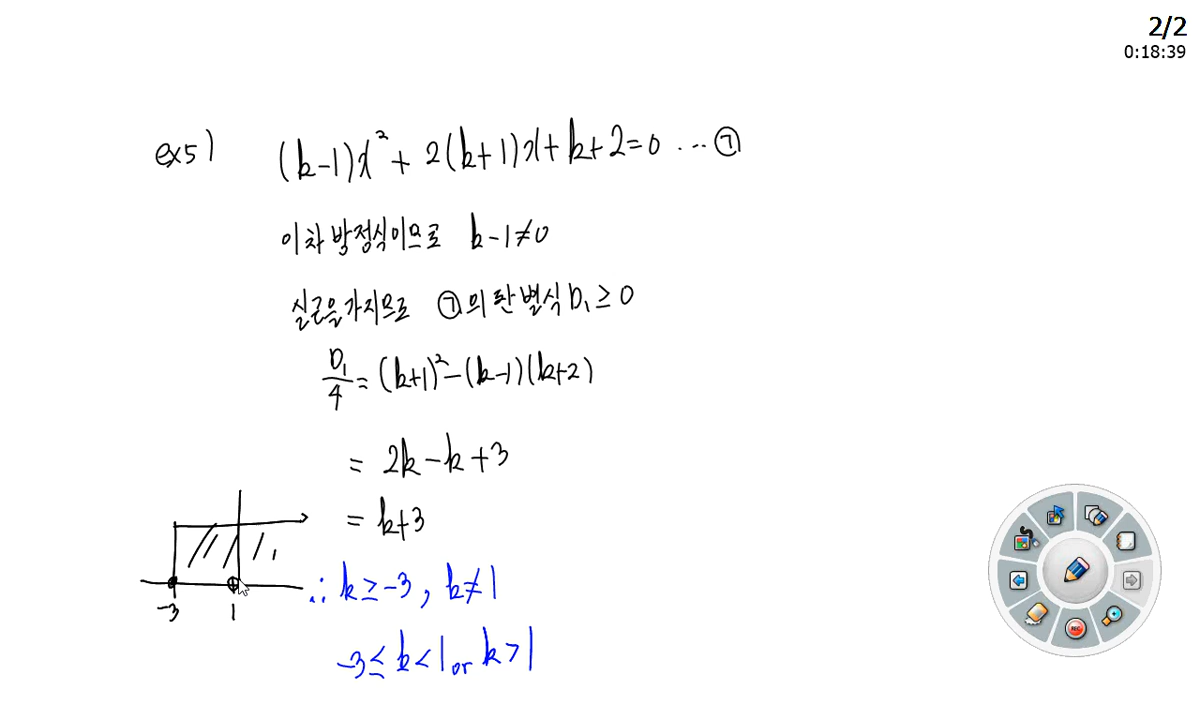 2/2
0:18:39
ex5) (k-1)x² + 2(k+1)x + k+2=0 ... ㉠
이차방정식이므로 k-1≠0
실근을 가지므로 ㉠의 판별식 D₁ ≥ 0
D₁/4 = (k+1)²-(k-1)(k+2)
= 2k-k+3
= k+3
∴ k≥-3, k≠1
-3≤k<1 or k>1
-3 1
REC